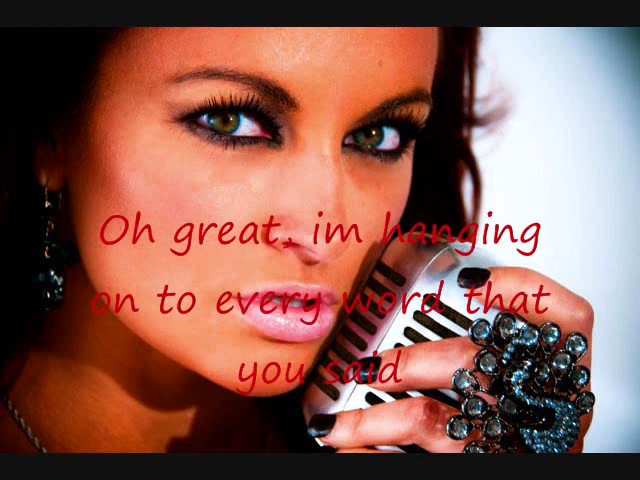 Oh great, im hanging
on to every word that
you said